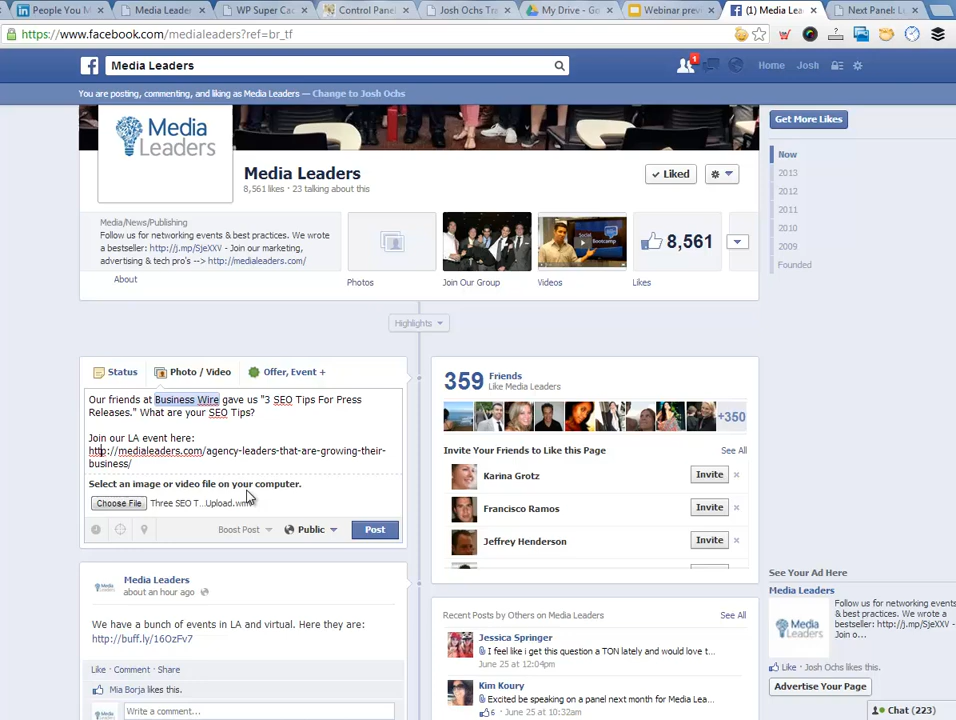 People You M
Media Leader
WP Super Ca
Control Panel
Josh Ochs Tra
My Drive - Go
Webinar prev
(1) Media Lea
Next Panel: L
https://www.facebook.com/medialeaders?ref=br_tf
Media Leaders
1
Home
Josh
You are posting, commenting, and liking as Media Leaders — Change to Josh Ochs
Media
Leaders
Get More Likes
Now
2013
2012
2011
2010
2009
Founded
Media Leaders
8,561 likes · 23 talking about this
Liked
Media/News/Publishing
Follow us for networking events & best practices. We wrote
a bestseller: http://j.mp/SjeXXV - Join our marketing,
advertising & tech pro's --> http://medialeaders.com/
About
Photos
Join Our Group
Social
Bootcamp
Videos
8,561
Likes
Highlights
Status
Photo / Video
Offer, Event +
Our friends at Business Wire gave us "3 SEO Tips For Press
Releases." What are your SEO Tips?
Join our LA event here:
http://medialeaders.com/agency-leaders-that-are-growing-their-
business/
Select an image or video file on your computer.
Choose File
Three SEO T...Upload.wmv
Boost Post
Public
Post
Media Leaders
about an hour ago
We have a bunch of events in LA and virtual. Here they are:
http://buff.ly/16OzFv7
Like · Comment · Share
Mia Borja likes this.
Write a comment...
359
Friends
Like Media Leaders
+350
Invite Your Friends to Like this Page
See All
Karina Grotz
Invite
Francisco Ramos
Invite
Jeffrey Henderson
Invite
Recent Posts by Others on Media Leaders
See All
Jessica Springer
I feel like i get this question a TON lately and would love t...
June 25 at 12:04pm
Kim Koury
Excited be speaking on a panel next month for Media Lea...
6 · June 25 at 10:32am
See Your Ad Here
Media Leaders
Media
Leaders
Follow us for networking events
& best practices. We wrote a
bestseller: http://j.mp/SjeXXV -
Join o...
Like · Josh Ochs likes this.
Advertise Your Page
Chat (223)